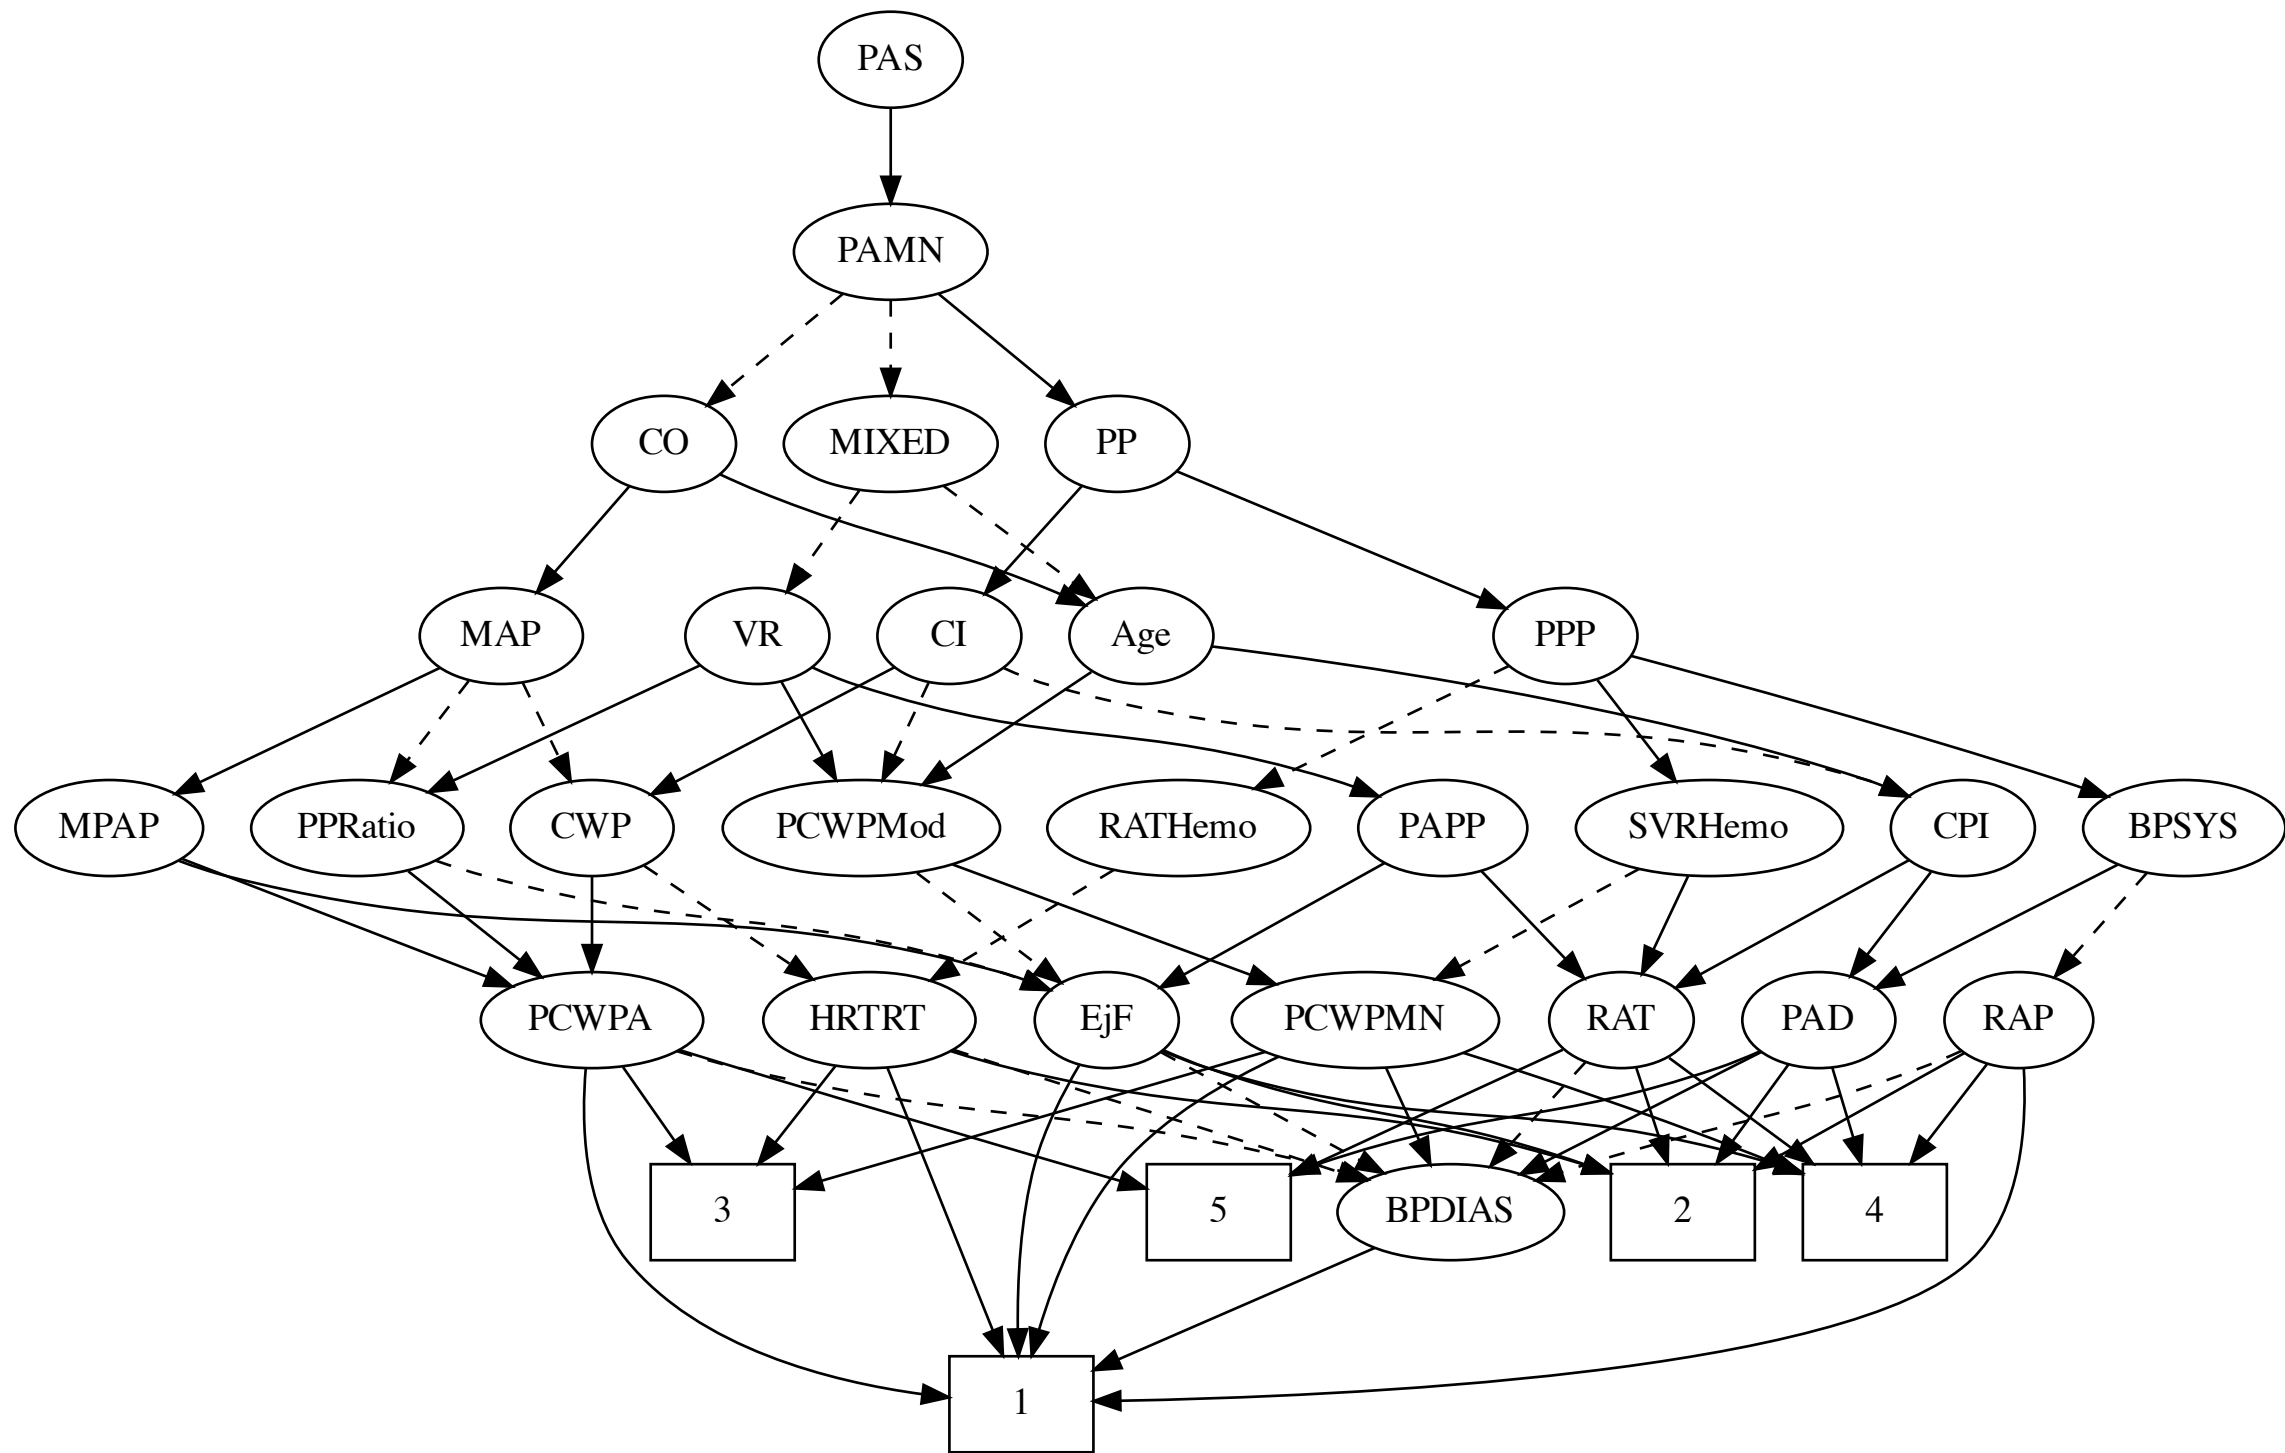 PAS
PAMN
CO
MIXED
PP
MAP
VR
CI
Age
PPP
MPAP
PPRatio
CWP
PCWPMod
RATHemo
PAPP
SVRHemo
CPI
BPSYS
PCWPA
HRTRT
EjF
PCWPMN
RAT
PAD
RAP
3
5
BPDIAS
2
4
1